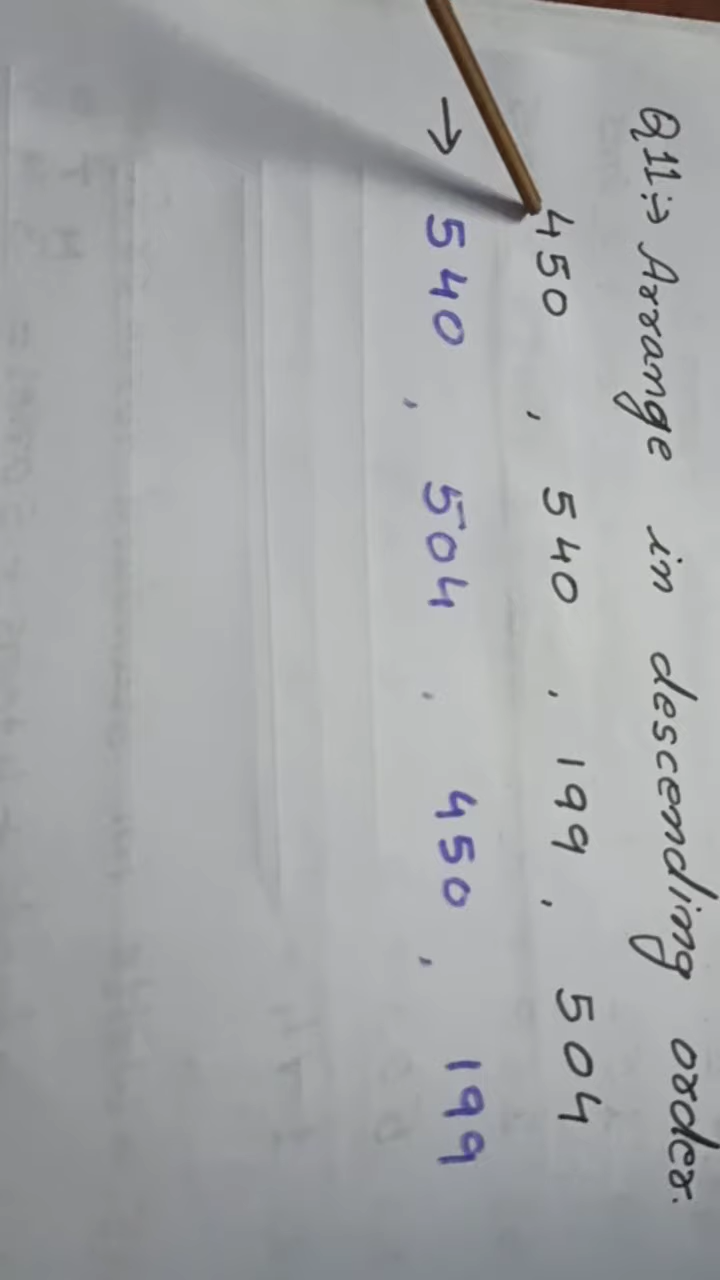 Q11:→ Arrange in descending order.
450 , 540 , 199 , 504
→ 540 , 504 , 450 , 199